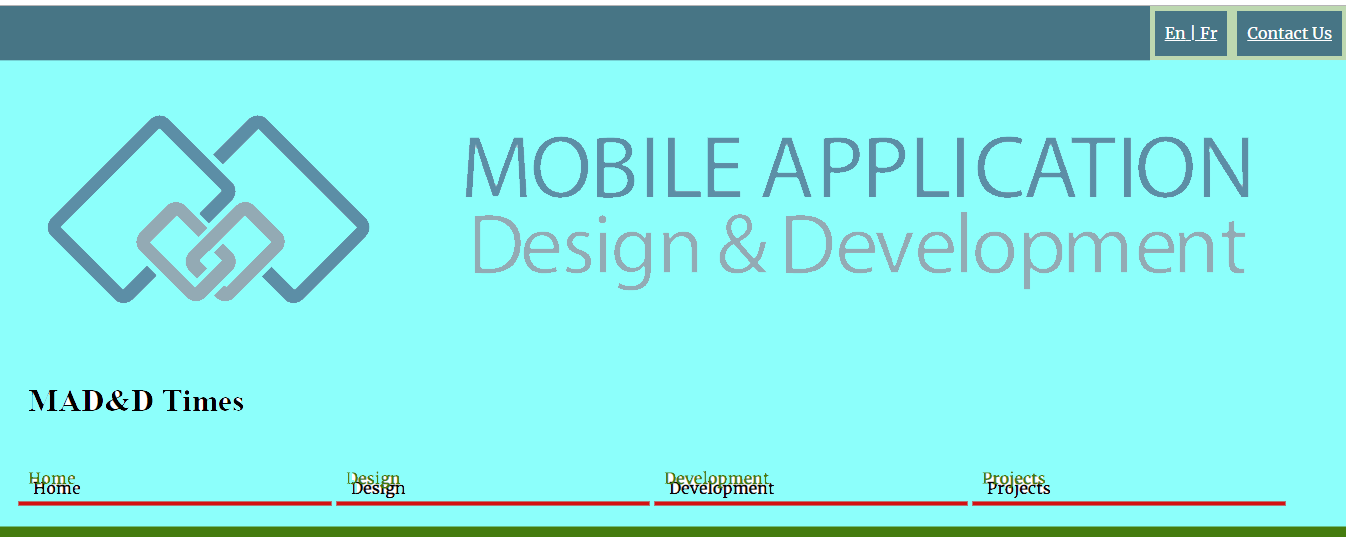 En | Fr Contact Us
MOBILE APPLICATION
Design & Development
MAD&D Times
Home Design Development Projects
Home Design Development Projects